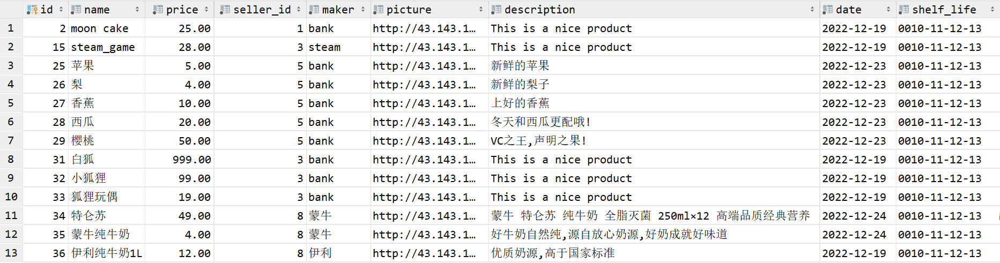 id name price seller_id maker picture description date shelf_life
1 2 moon cake 25.00 1 bank http://43.143.1… This is a nice product 2022-12-19 0010-11-12-13
2 15 steam_game 28.00 3 steam http://43.143.1… This is a nice product 2022-12-19 0010-11-12-13
3 25 苹果 5.00 5 bank http://43.143.1… 新鲜的苹果 2022-12-23 0010-11-12-13
4 26 梨 4.00 5 bank http://43.143.1… 新鲜的梨子 2022-12-23 0010-11-12-13
5 27 香蕉 10.00 5 bank http://43.143.1… 上好的香蕉 2022-12-23 0010-11-12-13
6 28 西瓜 20.00 5 bank http://43.143.1… 冬天和西瓜更配哦! 2022-12-23 0010-11-12-13
7 29 樱桃 50.00 5 bank http://43.143.1… VC之王,声明之果! 2022-12-23 0010-11-12-13
8 31 白狐 999.00 3 bank http://43.143.1… This is a nice product 2022-12-19 0010-11-12-13
9 32 小狐狸 99.00 3 bank http://43.143.1… This is a nice product 2022-12-19 0010-11-12-13
10 33 狐狸玩偶 19.00 3 bank http://43.143.1… This is a nice product 2022-12-19 0010-11-12-13
11 34 特仑苏 49.00 8 蒙牛 http://43.143.1… 蒙牛 特仑苏 纯牛奶 全脂灭菌 250ml×12 高端品质经典营养 2022-12-24 0010-11-12-13
12 35 蒙牛纯牛奶 4.00 8 蒙牛 http://43.143.1… 好牛奶自然纯,源自放心奶源,好奶成就好味道 2022-12-24 0010-11-12-13
13 36 伊利纯牛奶1L 12.00 8 伊利 http://43.143.1… 优质奶源,高于国家标准 2022-12-19 0010-11-12-13